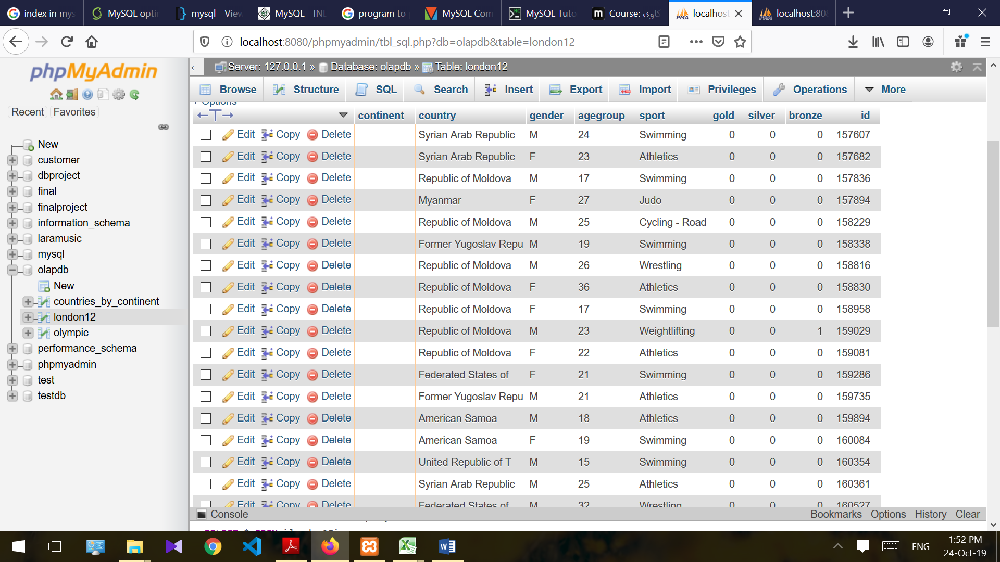 index in mys
MySQL opti
mysql - View
MySQL - IND
program to p
MySQL Com
MySQL Tuto
Course: کاوی
localhost
localhost:808
localhost:8080/phpmyadmin/tbl_sql.php?db=olapdb&table=london12
phpMyAdmin
Recent Favorites
New
customer
dbproject
final
finalproject
information_schema
laramusic
mysql
olapdb
New
countries_by_continent
london12
olympic
performance_schema
phpmyadmin
test
testdb
Server: 127.0.0.1 » Database: olapdb » Table: london12
Browse Structure SQL Search Insert Export Import Privileges Operations More
+ Options
continent country gender agegroup sport gold silver bronze id
Edit Copy Delete Syrian Arab Republic M 24 Swimming 0 0 0 157607
Edit Copy Delete Syrian Arab Republic F 23 Athletics 0 0 0 157682
Edit Copy Delete Republic of Moldova M 17 Swimming 0 0 0 157836
Edit Copy Delete Myanmar F 27 Judo 0 0 0 157894
Edit Copy Delete Republic of Moldova M 25 Cycling - Road 0 0 0 158229
Edit Copy Delete Former Yugoslav Repu M 19 Swimming 0 0 0 158338
Edit Copy Delete Republic of Moldova M 26 Wrestling 0 0 0 158816
Edit Copy Delete Republic of Moldova F 36 Athletics 0 0 0 158830
Edit Copy Delete Republic of Moldova F 17 Swimming 0 0 0 158958
Edit Copy Delete Republic of Moldova M 23 Weightlifting 0 0 1 159029
Edit Copy Delete Republic of Moldova F 22 Athletics 0 0 0 159081
Edit Copy Delete Federated States of F 21 Swimming 0 0 0 159286
Edit Copy Delete Former Yugoslav Repu M 21 Athletics 0 0 0 159735
Edit Copy Delete American Samoa M 18 Athletics 0 0 0 159894
Edit Copy Delete American Samoa F 19 Swimming 0 0 0 160084
Edit Copy Delete United Republic of T M 15 Swimming 0 0 0 160354
Edit Copy Delete Syrian Arab Republic M 25 Athletics 0 0 0 160361
Edit Copy Delete Federated States of M 32 Wrestling 0 0 0 160527
Console Bookmarks Options History Clear
SELECT * FROM `london12`
ENG
1:52 PM
24-Oct-19